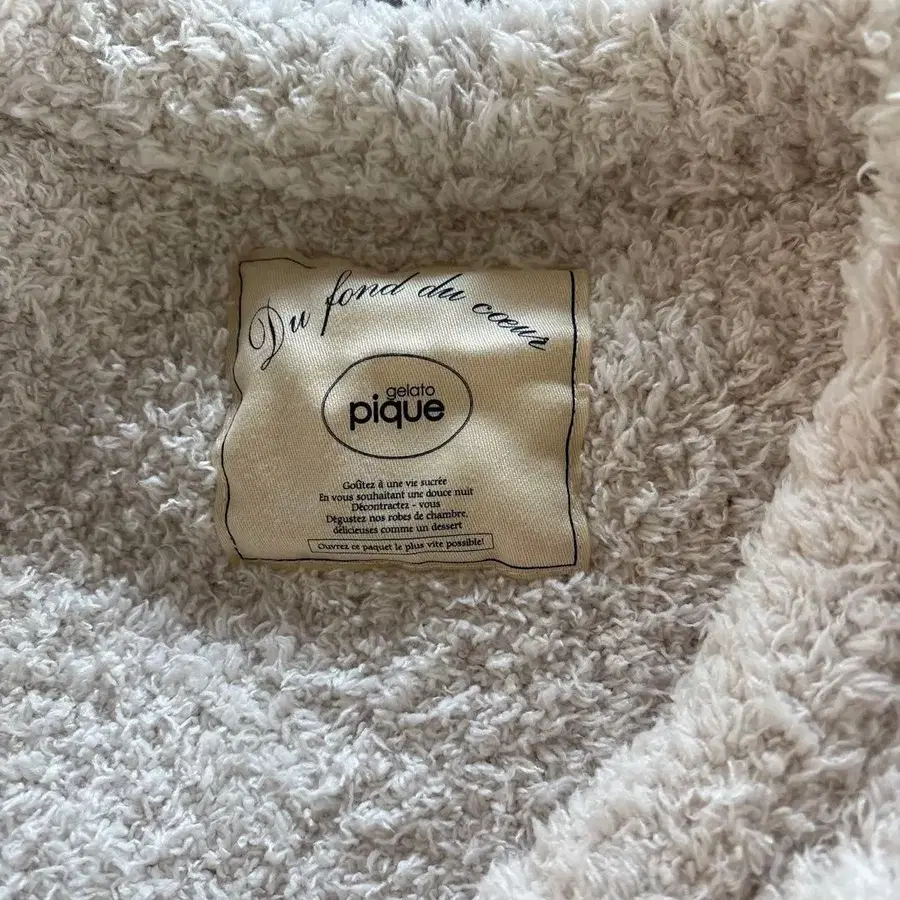 Du fond du cœur
gelato
pique
Goûtez à une vie sucrée
En vous souhaitant une douce nuit
Décontractez - vous
Dégustez nos robes de chambre,
délicieuses comme un dessert
Ouvrez ce paquet le plus vite possible!